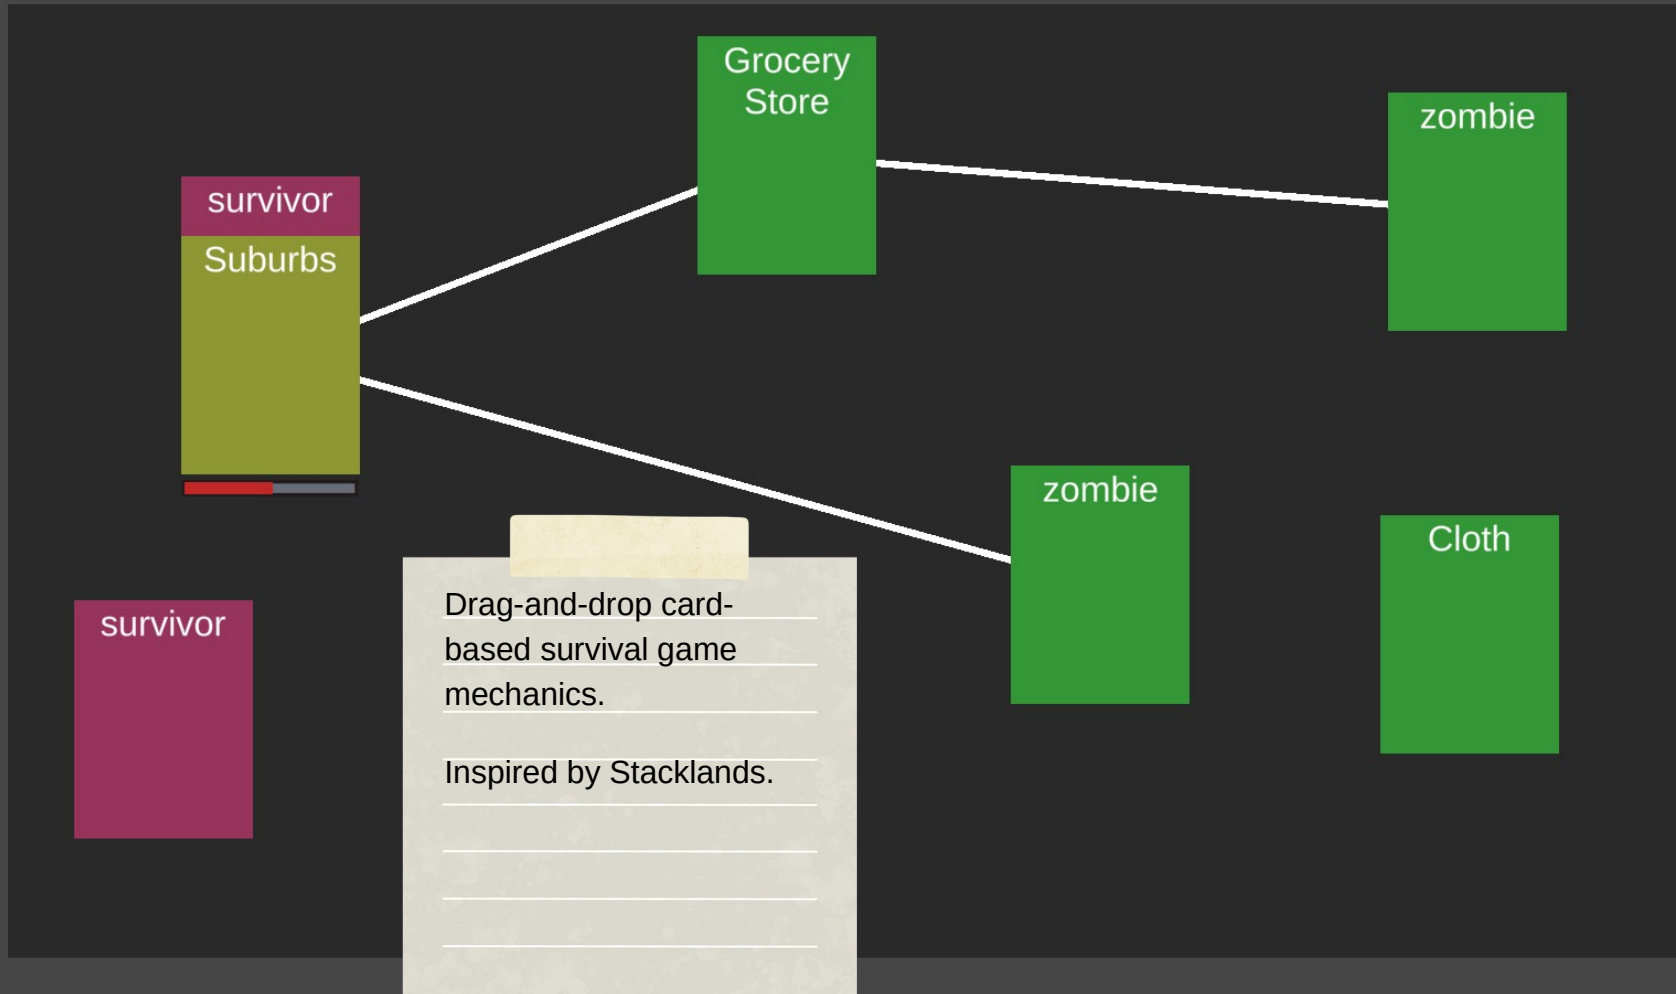 Grocery
Store
zombie
survivor
Suburbs
zombie
Cloth
survivor
Drag-and-drop card-
based survival game
mechanics.
Inspired by Stacklands.